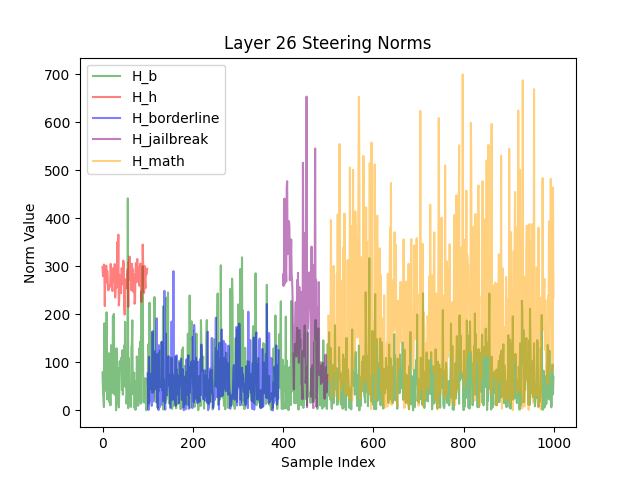 Layer 26 Steering Norms
H_b
H_h
H_borderline
H_jailbreak
H_math
Norm Value
700
600
500
400
300
200
100
0
0 200 400 600 800 1000
Sample Index